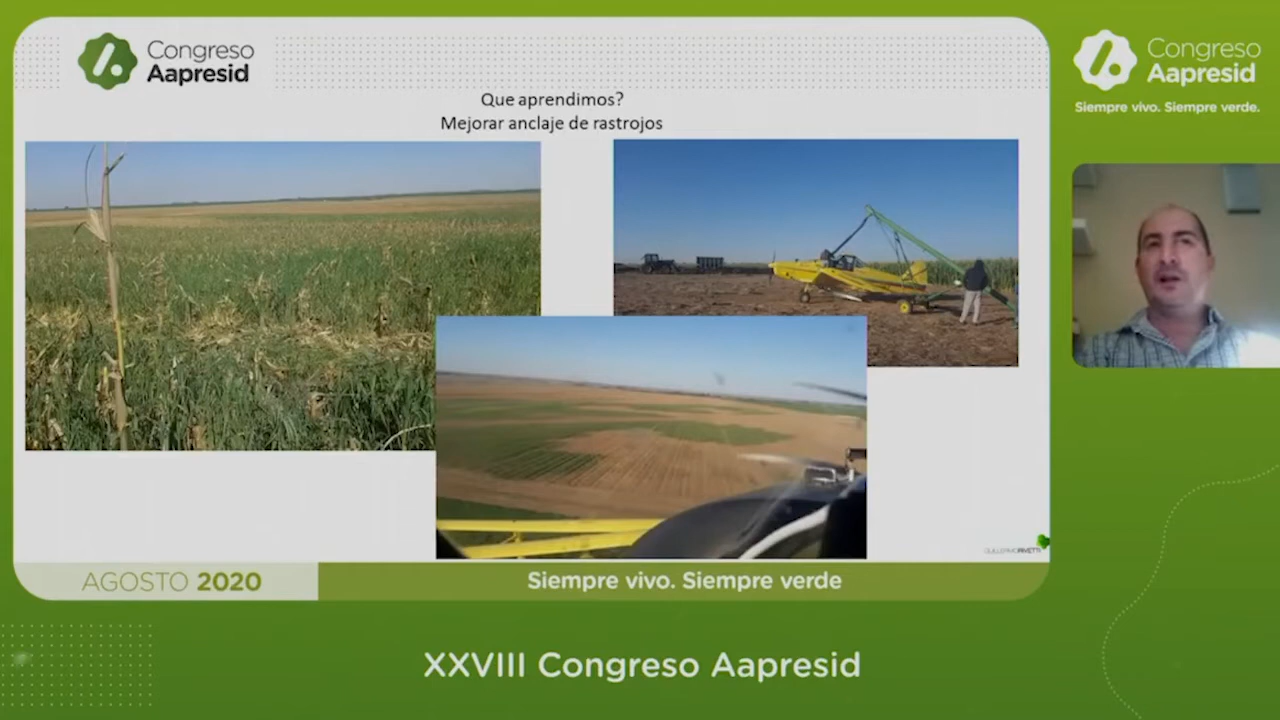 Congreso
Aapresid
Que aprendimos?
Mejorar anclaje de rastrojos
Congreso
Aapresid
Siempre vivo. Siempre verde.
GUILLERMORIVETTI
AGOSTO 2020
Siempre vivo. Siempre verde
XXVIII Congreso Aapresid